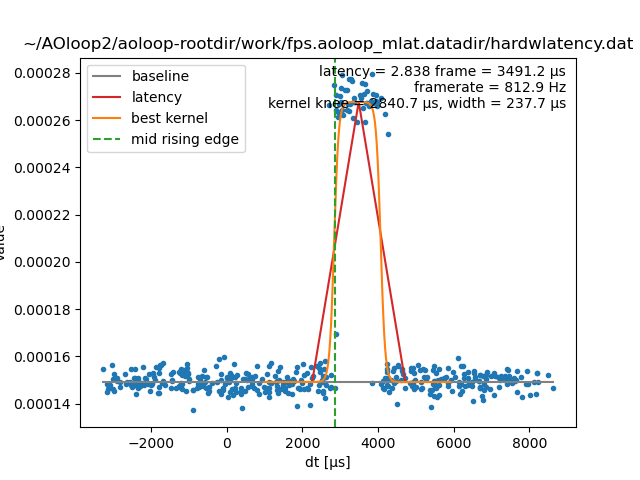 ~/AOloop2/aoloop-rootdir/work/fps.aoloop_mlat.datadir/hardwlatency.dat
0.00028
0.00026
0.00024
0.00022
0.00020
0.00018
0.00016
0.00014
baseline
latency
best kernel
mid rising edge
latency = 2.838 frame = 3491.2 µs
framerate = 812.9 Hz
kernel knee = 2840.7 µs, width = 237.7 µs
−2000
0
2000
4000
6000
8000
dt [µs]